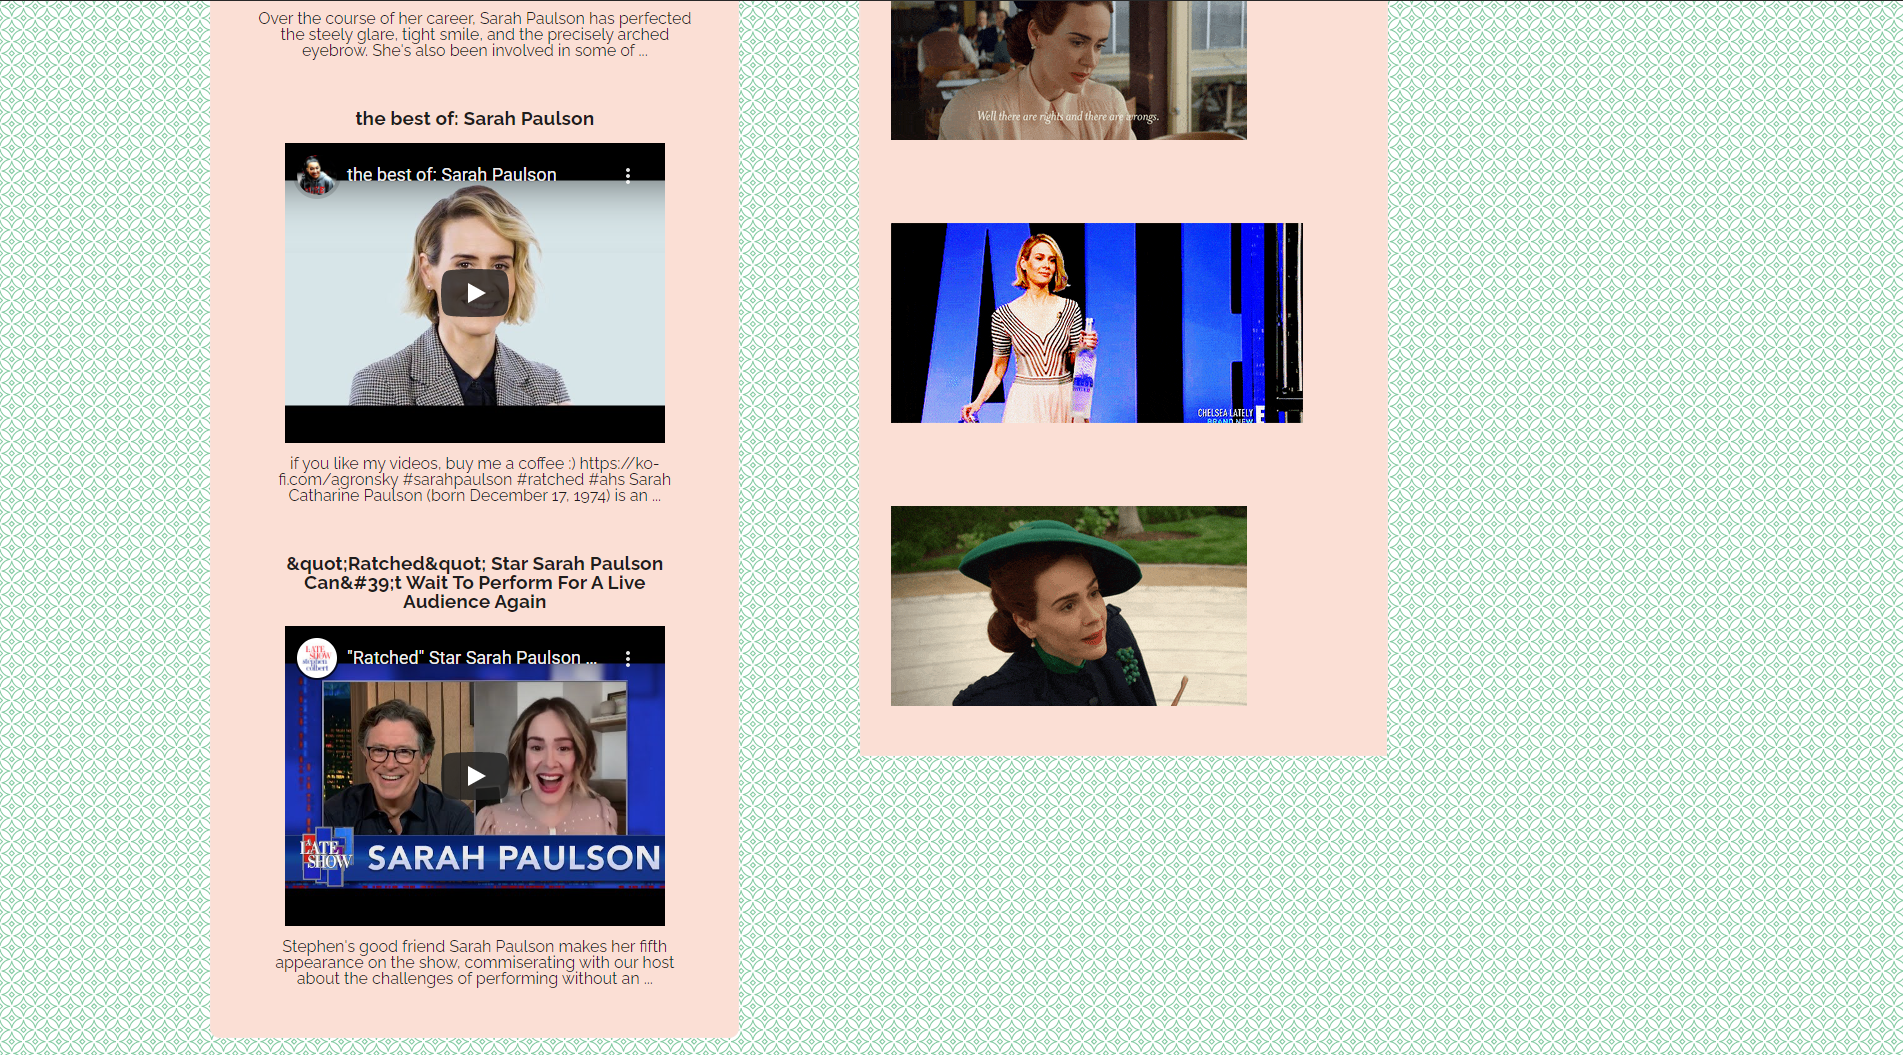 Over the course of her career, Sarah Paulson has perfected
the steely glare, tight smile, and the precisely arched
eyebrow. She's also been involved in some of ...
the best of: Sarah Paulson
the best of: Sarah Paulson
if you like my videos, buy me a coffee :) https://ko-
fi.com/agronsky #sarahpaulson #ratched #ahs Sarah
Catharine Paulson (born December 17, 1974) is an ...
&quot;Ratched&quot; Star Sarah Paulson
Can&#39;t Wait To Perform For A Live
Audience Again
LATE
SHOW
stephen
colbert
"Ratched" Star Sarah Paulson ...
LATE
SHOW
SARAH PAULSON
Stephen's good friend Sarah Paulson makes her fifth
appearance on the show, commiserating with our host
about the challenges of performing without an ...
Well there are rights and there are wrongs.
CHELSEA LATELY
BRAND NEW
E